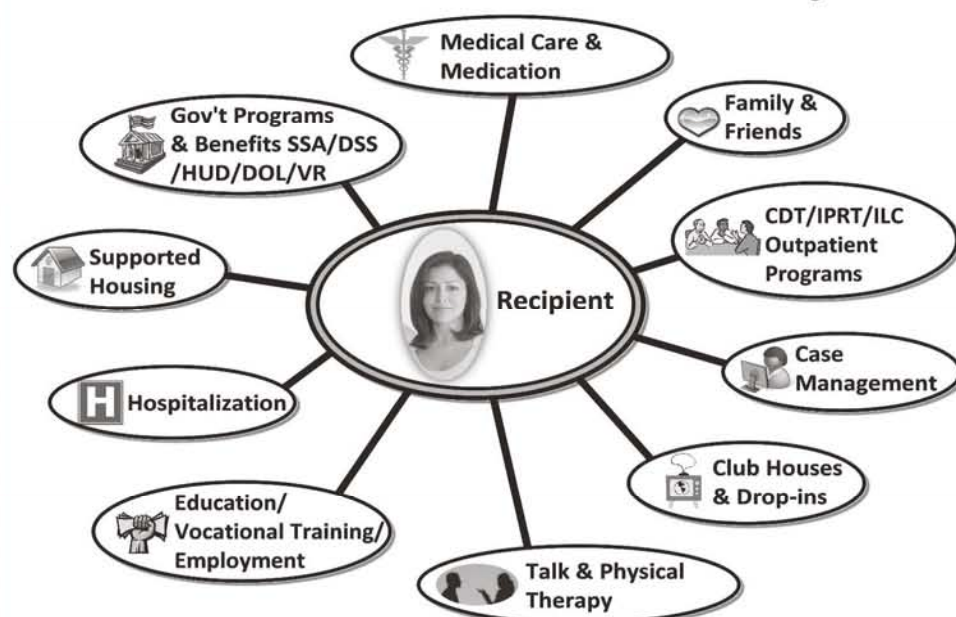 Medical Care &
Medication
Family &
Friends
Gov't Programs
& Benefits SSA/DSS
/HUD/DOL/VR
CDT/IPRT/ILC
Outpatient
Programs
Supported
Housing
Recipient
Case
Management
H Hospitalization
Club Houses
& Drop-ins
Education/
Vocational Training/
Employment
Talk & Physical
Therapy